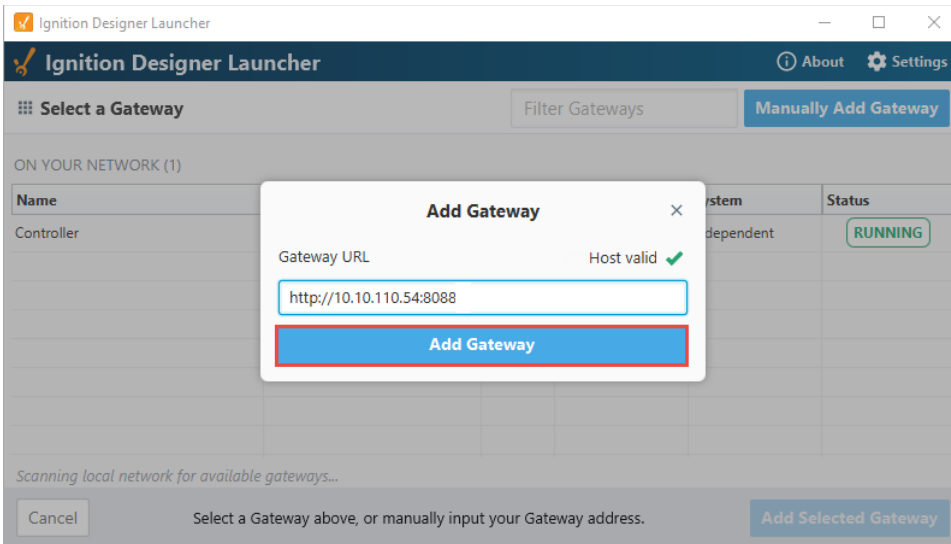 Ignition Designer Launcher
Ignition Designer Launcher
About Settings
Select a Gateway
Filter Gateways
Manually Add Gateway
ON YOUR NETWORK (1)
Name ystem Status
Controller dependent RUNNING
Add Gateway
Gateway URL Host valid
http://10.10.110.54:8088
Add Gateway
Scanning local network for available gateways...
Cancel Select a Gateway above, or manually input your Gateway address. Add Selected Gateway